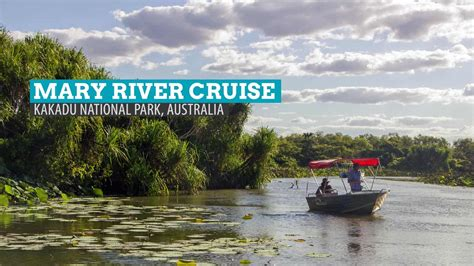 MARY RIVER CRUISE
KAKADU NATIONAL PARK, AUSTRALIA